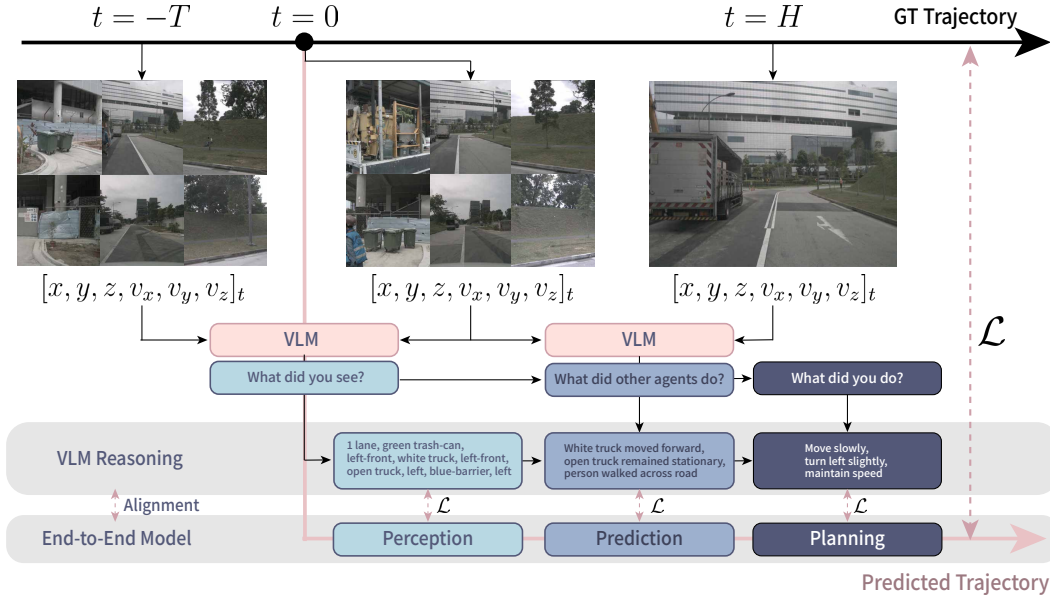 t = −T
t = 0
t = H
GT Trajectory
[x, y, z, v_x, v_y, v_z]_t
[x, y, z, v_x, v_y, v_z]_t
[x, y, z, v_x, v_y, v_z]_t
VLM
VLM
ℒ
What did you see?
What did other agents do?
What did you do?
VLM Reasoning
1 lane, green trash-can,
left-front, white truck, left-front,
open truck, left, blue-barrier, left
White truck moved forward,
open truck remained stationary,
person walked across road
Move slowly,
turn left slightly,
maintain speed
Alignment
ℒ
ℒ
ℒ
End-to-End Model
Perception
Prediction
Planning
Predicted Trajectory